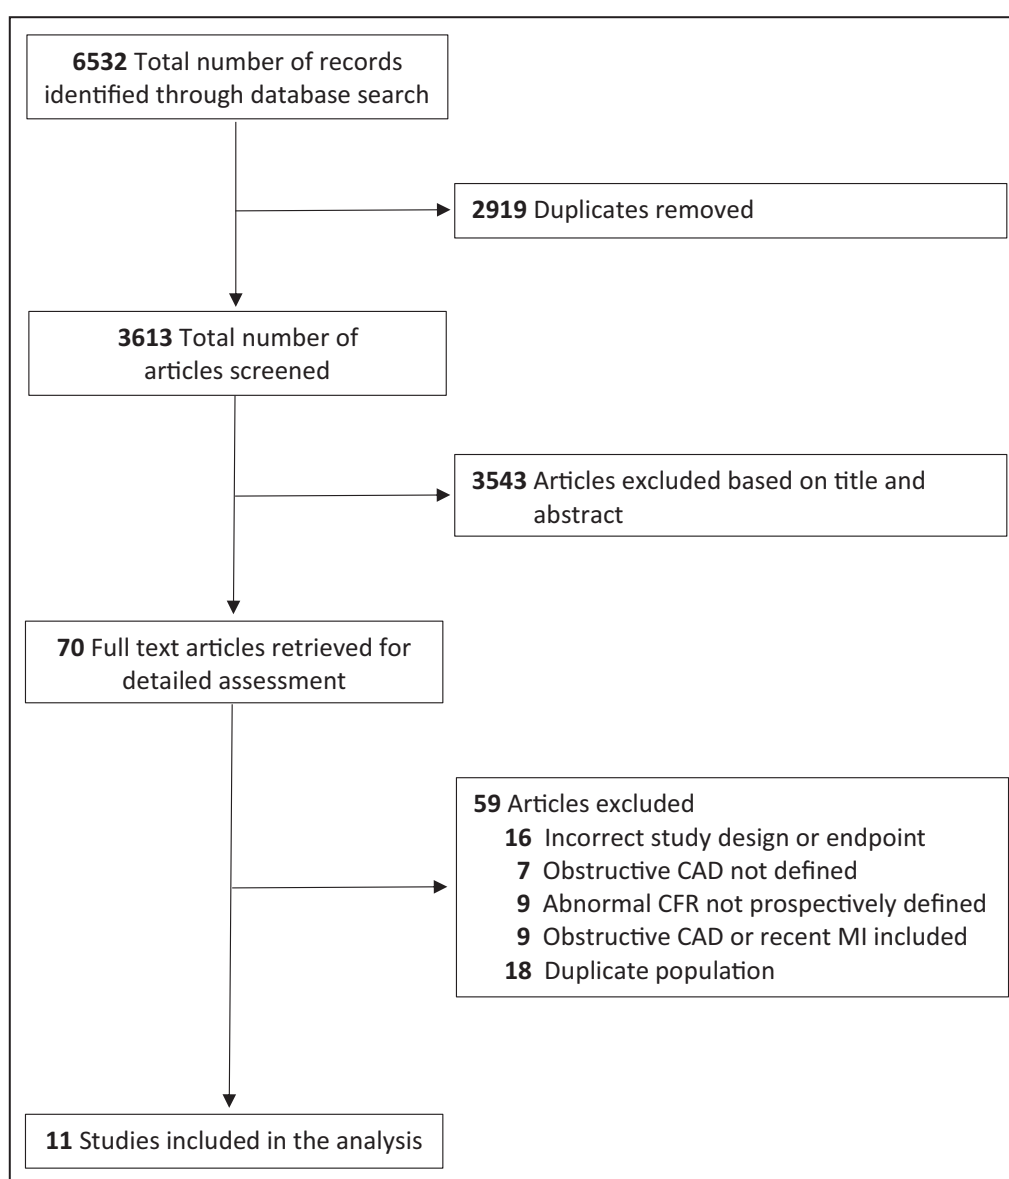 6532 Total number of records
identified through database search
2919 Duplicates removed
3613 Total number of
articles screened
3543 Articles excluded based on title and
abstract
70 Full text articles retrieved for
detailed assessment
59 Articles excluded
16 Incorrect study design or endpoint
7 Obstructive CAD not defined
9 Abnormal CFR not prospectively defined
9 Obstructive CAD or recent MI included
18 Duplicate population
11 Studies included in the analysis